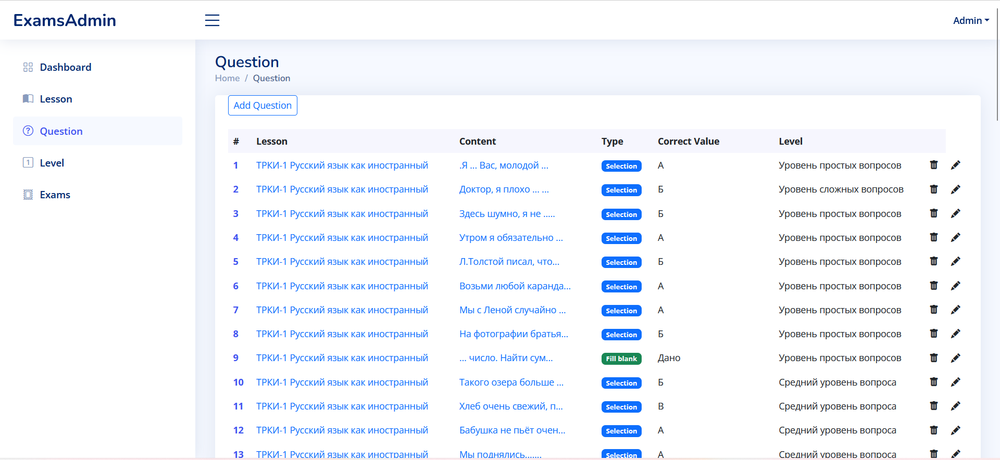 ExamsAdmin
Admin
Dashboard
Lesson
Question
Level
Exams
Question
Home / Question
Add Question
# Lesson Content Type Correct Value Level
1 ТРКИ-1 Русский язык как иностранный .Я ... Вас, молодой ... Selection А Уровень простых вопросов
2 ТРКИ-1 Русский язык как иностранный Доктор, я плохо ... ... Selection Б Уровень сложных вопросов
3 ТРКИ-1 Русский язык как иностранный Здесь шумно, я не ..... Selection Б Уровень простых вопросов
4 ТРКИ-1 Русский язык как иностранный Утром я обязательно ... Selection А Уровень простых вопросов
5 ТРКИ-1 Русский язык как иностранный Л.Толстой писал, что... Selection Б Уровень простых вопросов
6 ТРКИ-1 Русский язык как иностранный Возьми любой каранда... Selection А Уровень простых вопросов
7 ТРКИ-1 Русский язык как иностранный Мы с Леной случайно ... Selection А Уровень простых вопросов
8 ТРКИ-1 Русский язык как иностранный На фотографии братья... Selection Б Уровень простых вопросов
9 ТРКИ-1 Русский язык как иностранный ... число. Найти сум... Fill blank Дано Уровень простых вопросов
10 ТРКИ-1 Русский язык как иностранный Такого озера больше ... Selection Б Средний уровень вопроса
11 ТРКИ-1 Русский язык как иностранный Хлеб очень свежий, п... Selection В Средний уровень вопроса
12 ТРКИ-1 Русский язык как иностранный Бабушка не пьёт очен... Selection А Средний уровень вопроса
13 ТРКИ-1 Русский язык как иностранный Мы поднялись....... Selection А Средний уровень вопроса